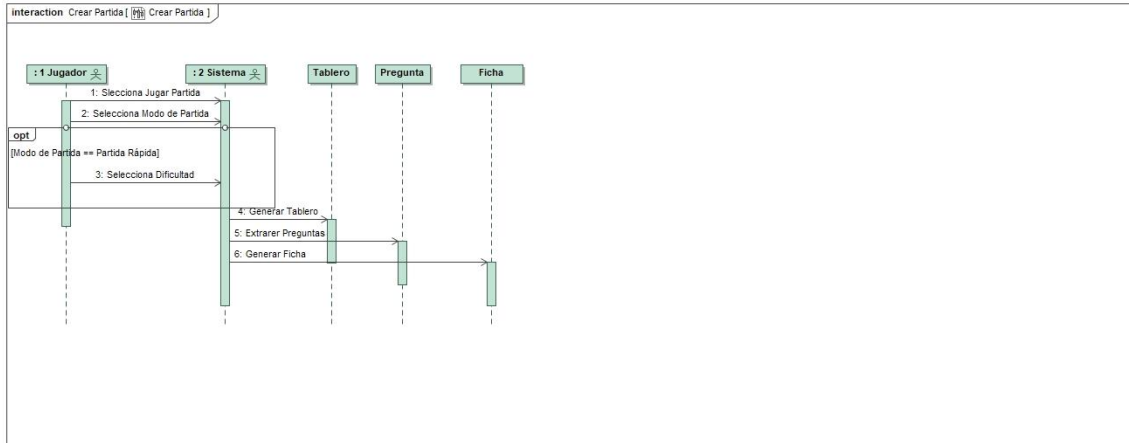 interaction Crear Partida [ Crear Partida ]
: 1 Jugador
: 2 Sistema
Tablero
Pregunta
Ficha
1: Slecciona Jugar Partida
2: Selecciona Modo de Partida
opt
[Modo de Partida == Partida Rápida]
3: Selecciona Dificultad
4: Generar Tablero
5: Extrarer Preguntas
6: Generar Ficha